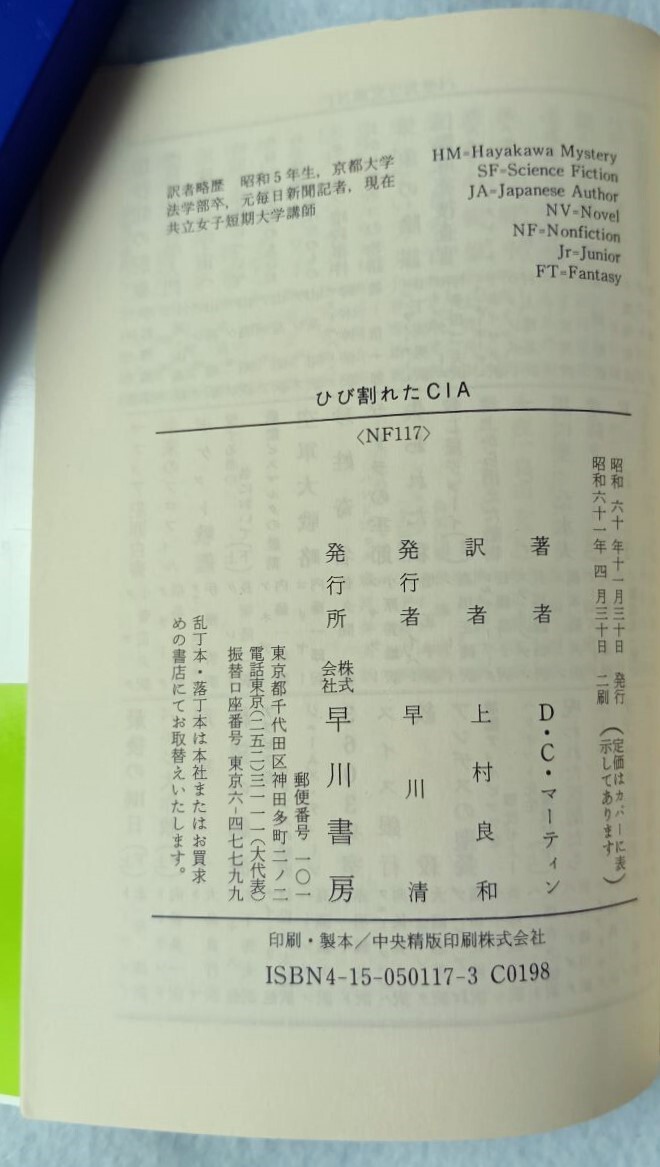 HM=Hayakawa Mystery
SF=Science Fiction
JA=Japanese Author
NV=Novel
NF=Nonfiction
Jr=Junior
FT=Fantasy
訳者略歴 昭和5年生，京都大学
法学部卒，元毎日新聞記者，現在
共立女子短期大学講師
ひび割れたCIA
〈NF117〉
昭和六十年十一月三十日 発行
昭和六十一年四月三十日 二刷
（定価はカバーに表
示してあります）
著者 D・C・マーティン
訳者 上村良和
発行者 早川清
発行所 株式会社 早川書房
郵便番号 一〇一
東京都千代田区神田多町二ノ二
電話東京(二五二)三一一一(大代表)
振替口座番号 東京六-四七七九九
乱丁本・落丁本は本社またはお買求
めの書店にてお取替えいたします。
印刷・製本／中央精版印刷株式会社
ISBN4-15-050117-3 C0198